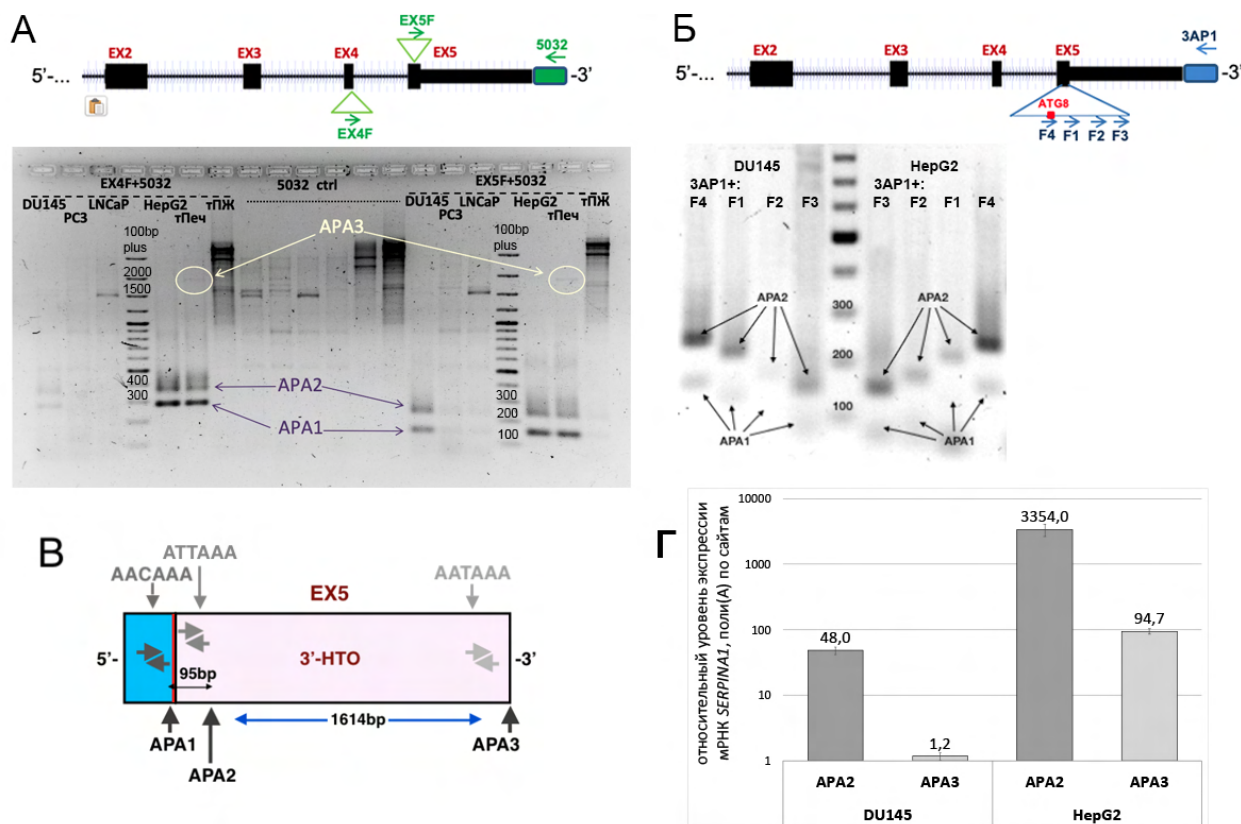 А
EX5F
EX2 EX3 EX4 EX5 5032
5'-... -3'
EX4F
EX4F+5032 5032 ctrl EX5F+5032
DU145 LNCaP HepG2 тПЖ DU145 LNCaP HepG2 тПЖ
PC3 тПеч PC3 тПеч
100bp plus 100bp plus
APA3
2000
1500
400
300
300
200
100
APA2
APA1
Б
3AP1
EX2 EX3 EX4 EX5
5'-... -3'
ATG8
F4 F1 F2 F3
DU145 HepG2
3AP1+: 3AP1+:
F4 F1 F2 F3 F3 F2 F1 F4
APA2 300 APA2
200
100
APA1 APA1
В
ATTAAA
AACAAA AATAAA
EX5
5'- 3'-НТО -3'
95bp
1614bp
APA1 APA3
APA2
Г
относительный уровень экспрессии
мРНК SERPINA1, поли(А) по сайтам
10000
1000
100
10
1
48,0
1,2
3354,0
94,7
APA2 APA3 APA2 APA3
DU145 HepG2